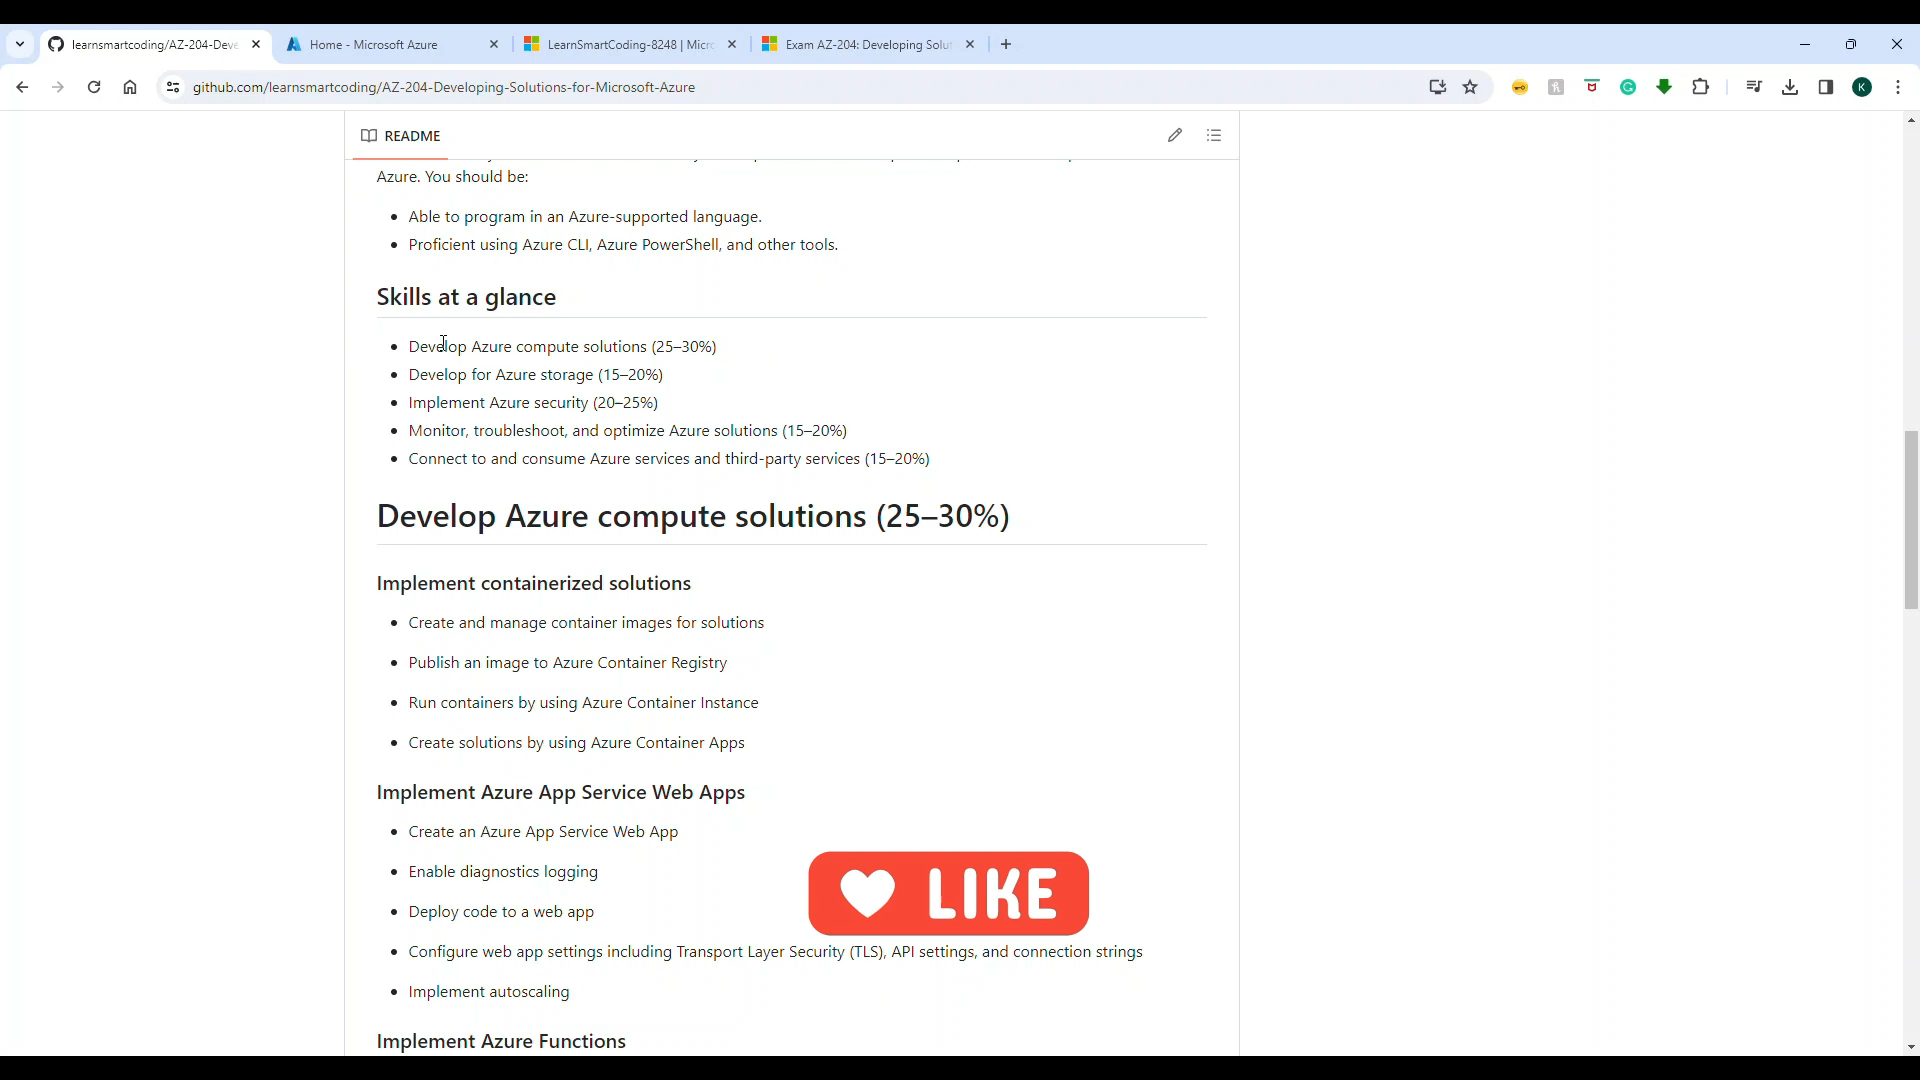 learnsmartcoding/AZ-204-Deve
Home - Microsoft Azure
LearnSmartCoding-8248 | Micr
Exam AZ-204: Developing Solu
github.com/learnsmartcoding/AZ-204-Developing-Solutions-for-Microsoft-Azure
K
README
Azure. You should be:
Able to program in an Azure-supported language.
Proficient using Azure CLI, Azure PowerShell, and other tools.
Skills at a glance
Develop Azure compute solutions (25–30%)
Develop for Azure storage (15–20%)
Implement Azure security (20–25%)
Monitor, troubleshoot, and optimize Azure solutions (15–20%)
Connect to and consume Azure services and third-party services (15–20%)
Develop Azure compute solutions (25–30%)
Implement containerized solutions
Create and manage container images for solutions
Publish an image to Azure Container Registry
Run containers by using Azure Container Instance
Create solutions by using Azure Container Apps
Implement Azure App Service Web Apps
Create an Azure App Service Web App
Enable diagnostics logging
LIKE
Deploy code to a web app
Configure web app settings including Transport Layer Security (TLS), API settings, and connection strings
Implement autoscaling
Implement Azure Functions